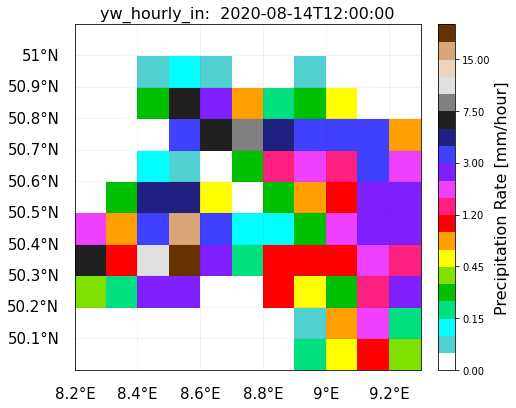 yw_hourly_in:  2020-08-14T12:00:00
51°N
50.9°N
50.8°N
50.7°N
50.6°N
50.5°N
50.4°N
50.3°N
50.2°N
50.1°N
8.2°E 8.4°E 8.6°E 8.8°E 9°E 9.2°E
15.00
7.50
3.00
1.20
0.45
0.15
0.00
Precipitation Rate [mm/hour]